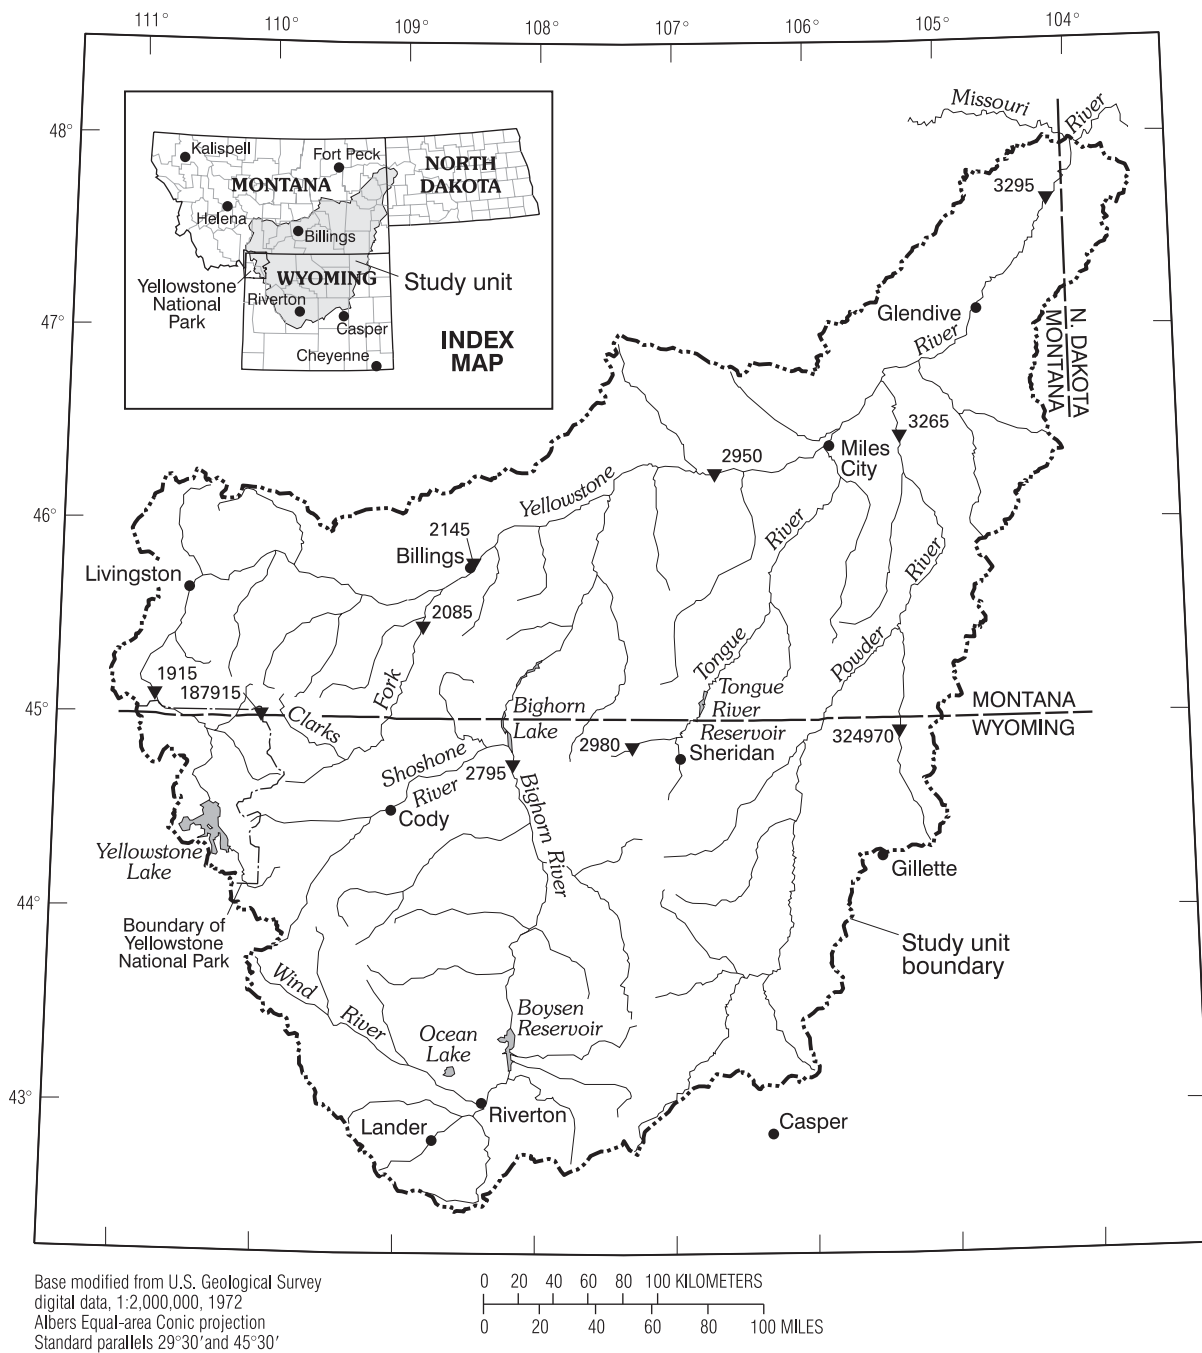 111°
110°
109°
108°
107°
106°
105°
104°
48°
47°
46°
45°
44°
43°
Kalispell
Fort Peck
MONTANA
NORTH
DAKOTA
Helena
Billings
WYOMING
Study unit
Yellowstone
National
Park
Riverton
Casper
Cheyenne
INDEX
MAP
Missouri
River
3295
Glendive
River
N. DAKOTA
MONTANA
3265
Miles
City
2950
Yellowstone
2145
Billings
River
River
Livingston
2085
Powder
Tongue
1915
187915
Fork
Clarks
Bighorn
Lake
Tongue
River
Reservoir
MONTANA
WYOMING
2980
Sheridan
324970
Shoshone
River
2795
Cody
Bighorn River
Yellowstone
Lake
Gillette
Boundary of
Yellowstone
National Park
Study unit
boundary
Wind
River
Ocean
Lake
Boysen
Reservoir
Riverton
Lander
Casper
Base modified from U.S. Geological Survey
digital data, 1:2,000,000, 1972
Albers Equal-area Conic projection
Standard parallels 29°30′and 45°30′
0 20 40 60 80 100 KILOMETERS
0 20 40 60 80 100 MILES